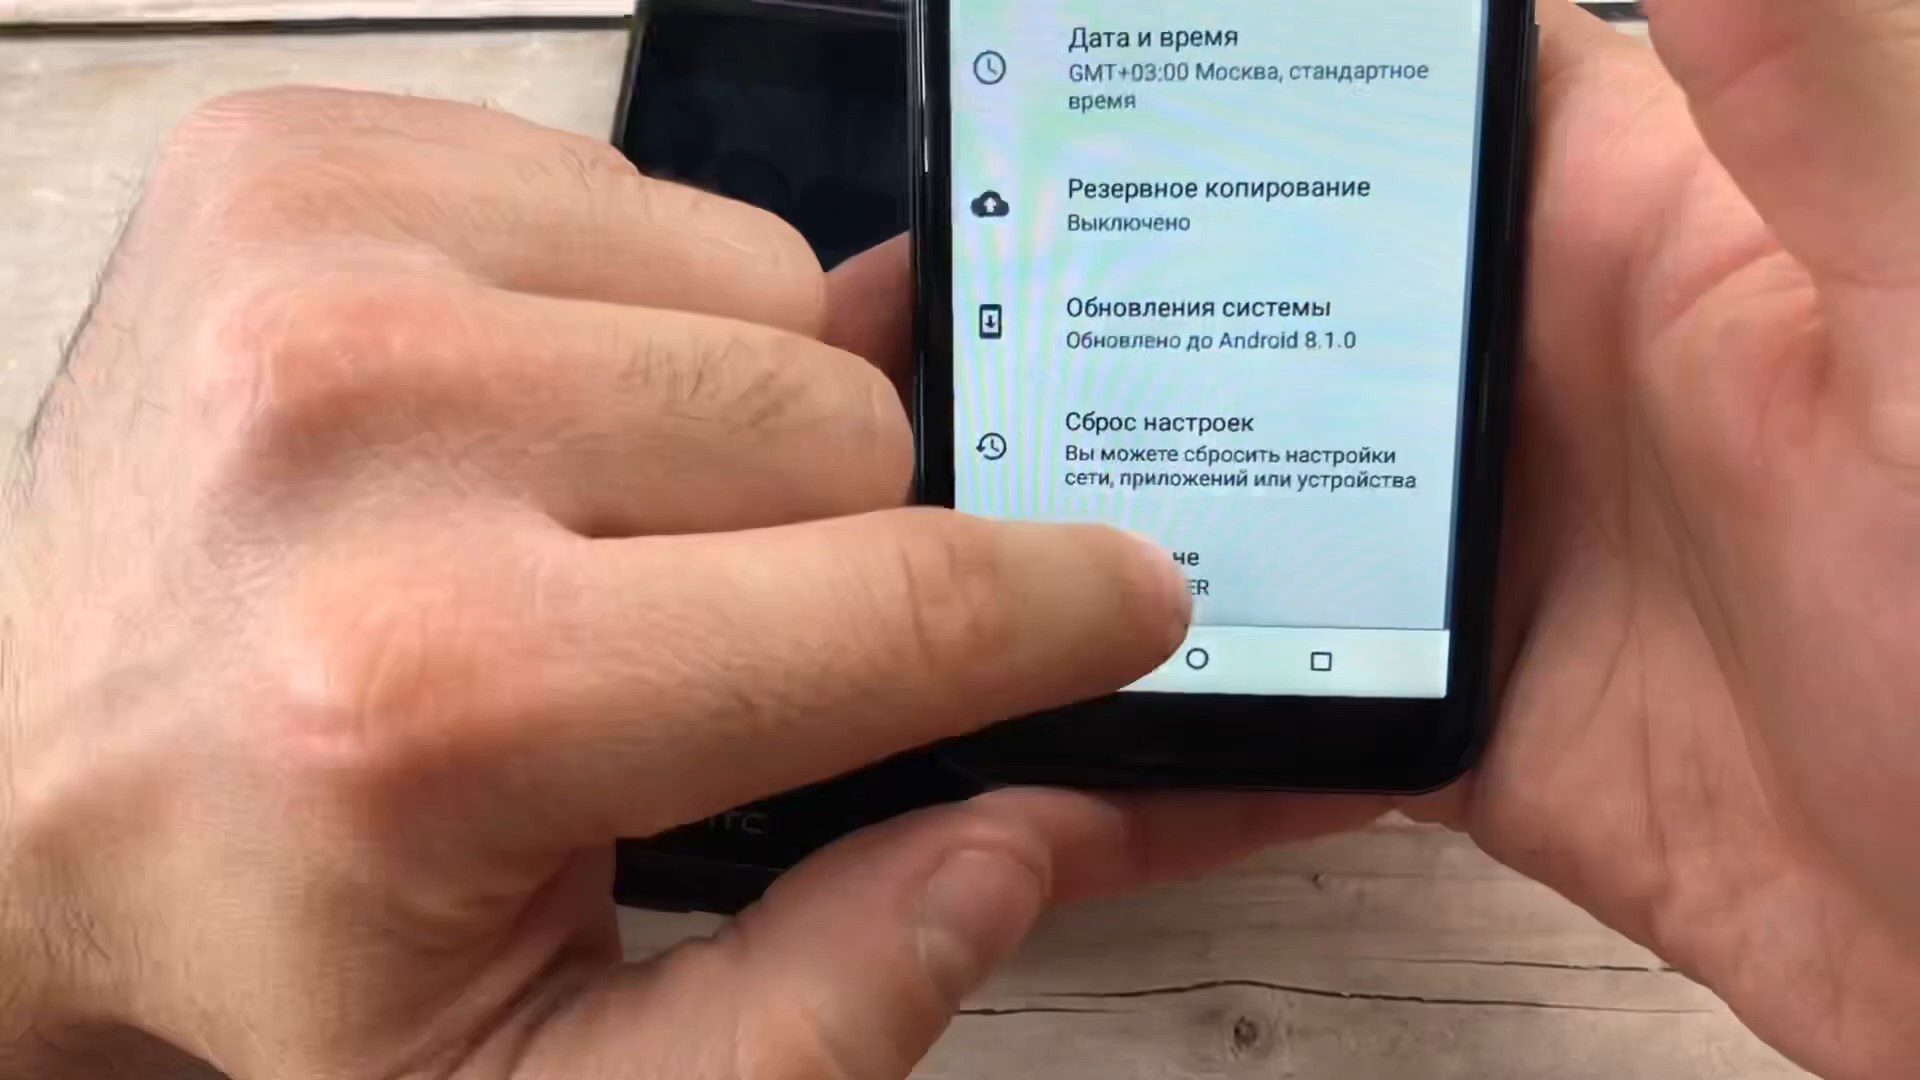 Дата и время
GMT+03:00 Москва, стандартное
время
Резервное копирование
Выключено
Обновления системы
Обновлено до Android 8.1.0
Сброс настроек
Вы можете сбросить настройки
сети, приложений или устройства